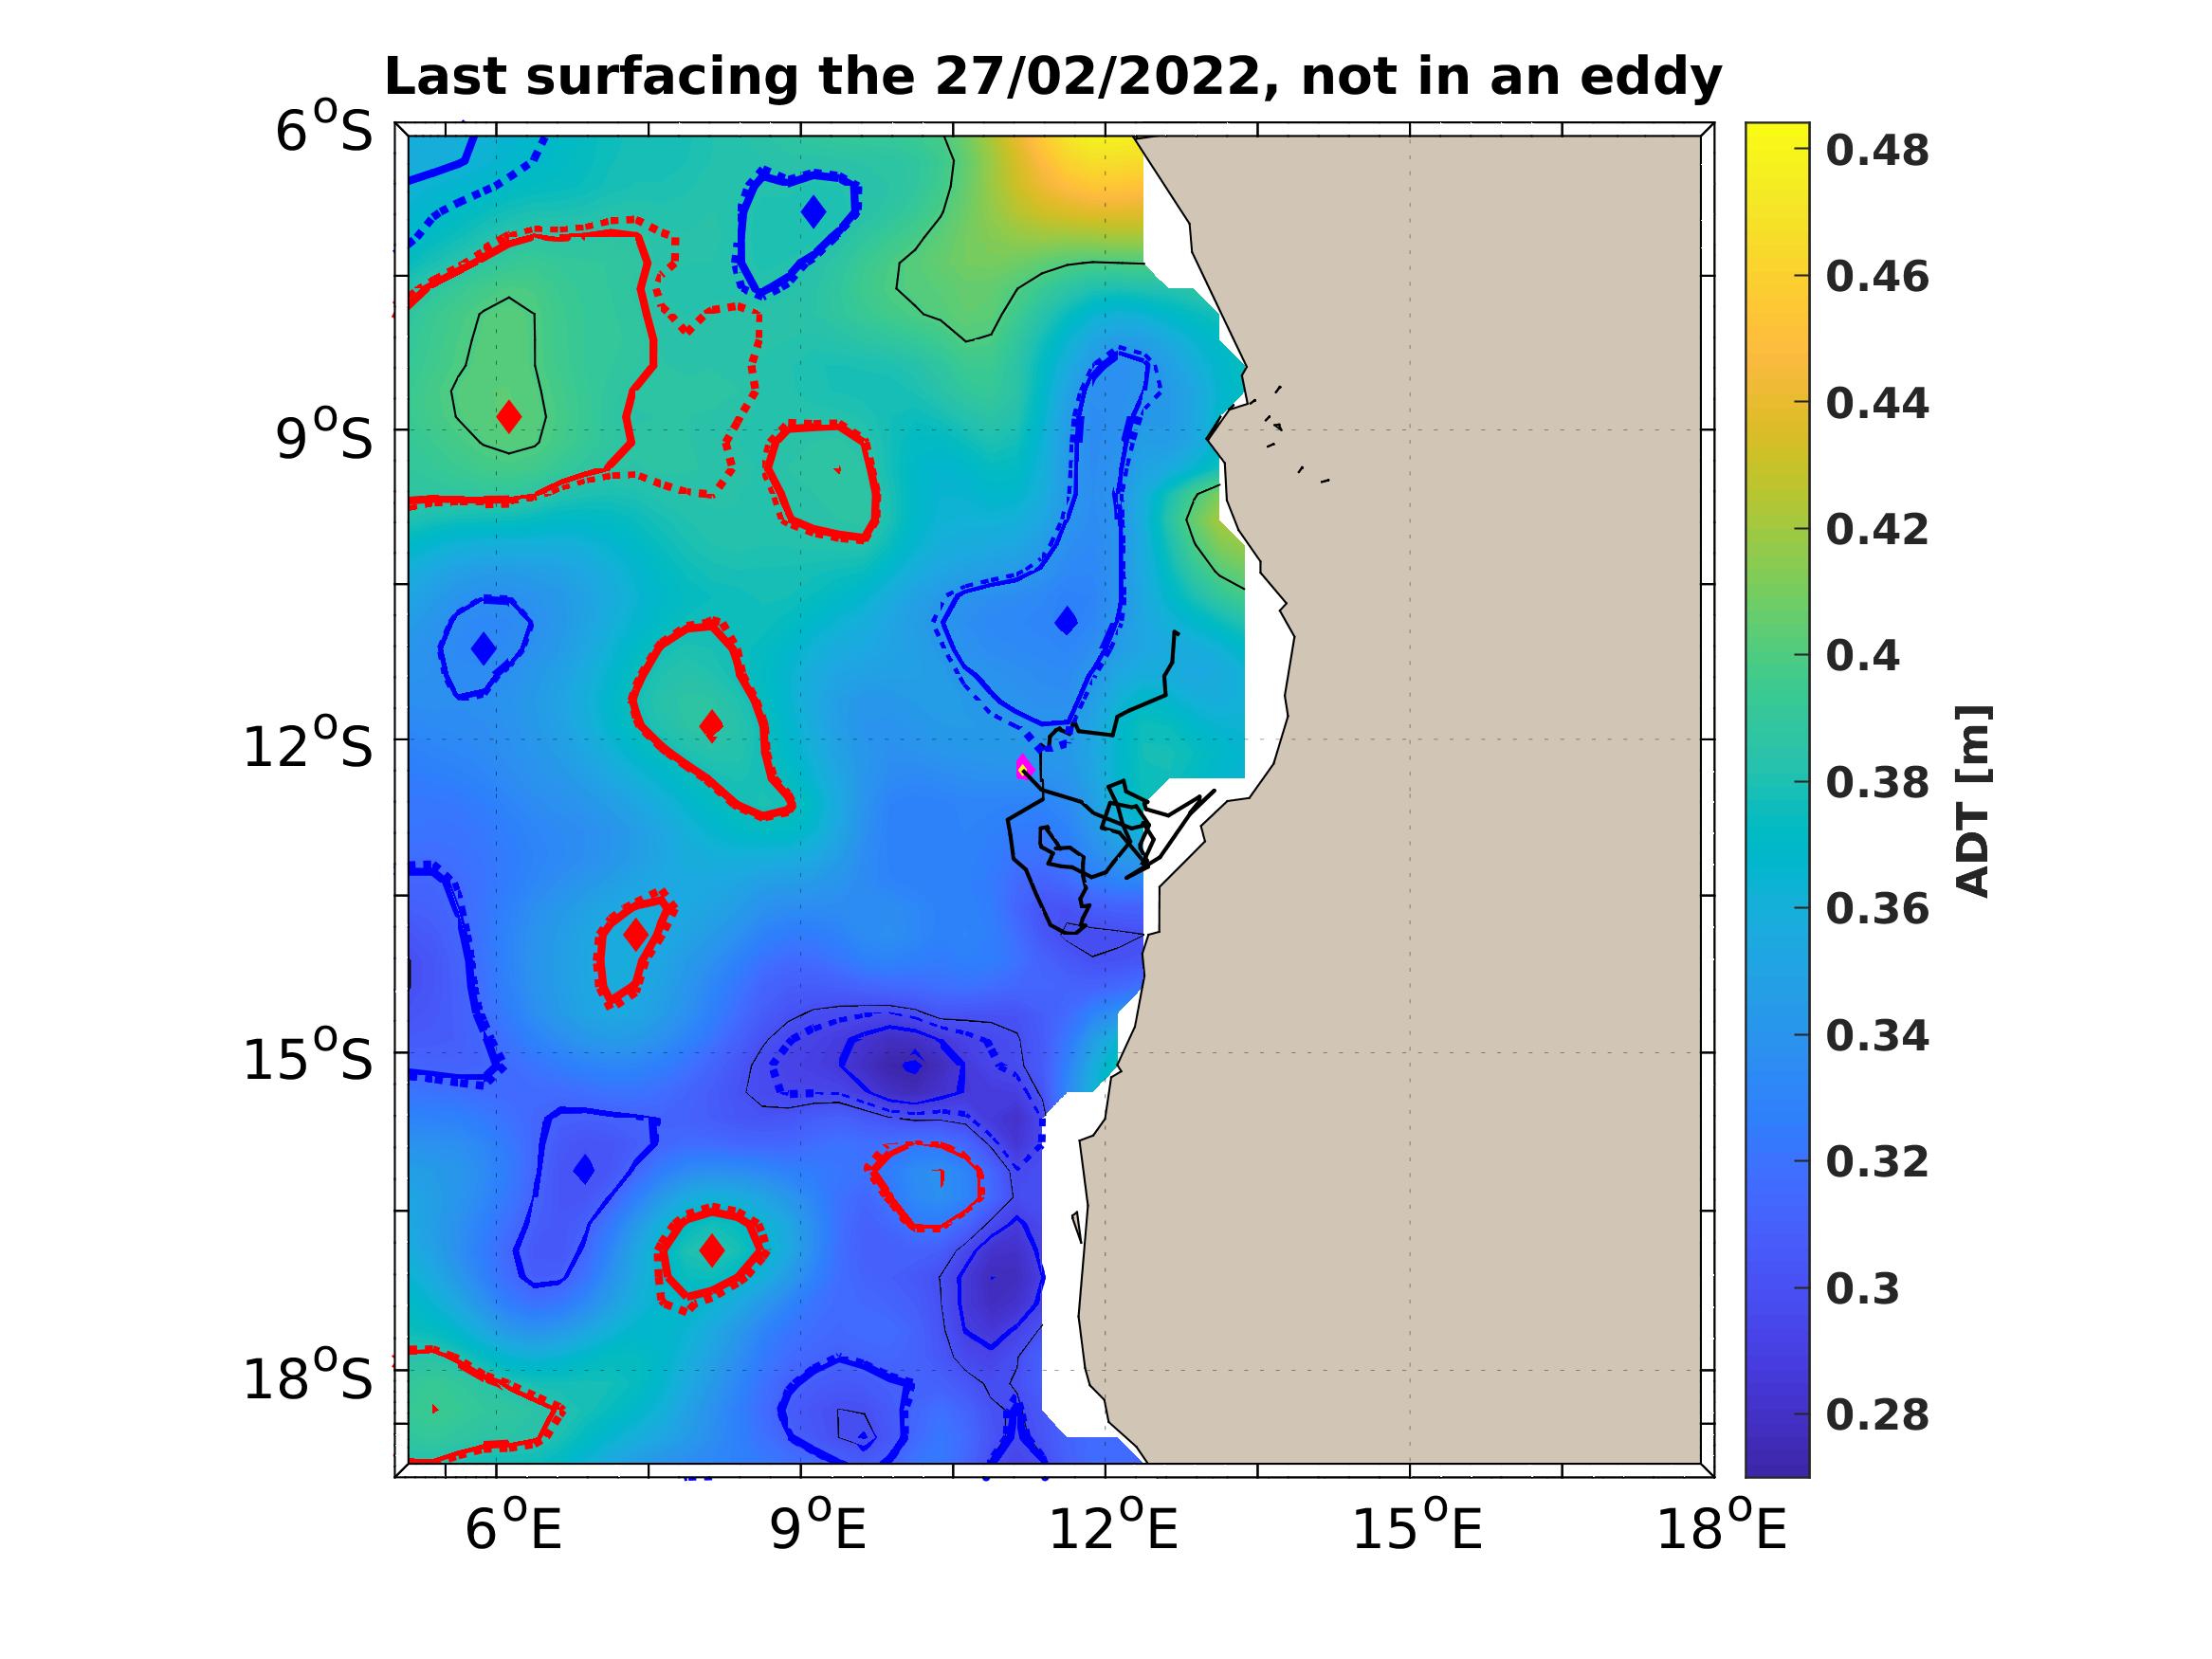 Last surfacing the 27/02/2022, not in an eddy
6°S
9°S
12°S
15°S
18°S
6°E
9°E
12°E
15°E
18°E
0.48
0.46
0.44
0.42
0.4
0.38
0.36
0.34
0.32
0.3
0.28
ADT [m]